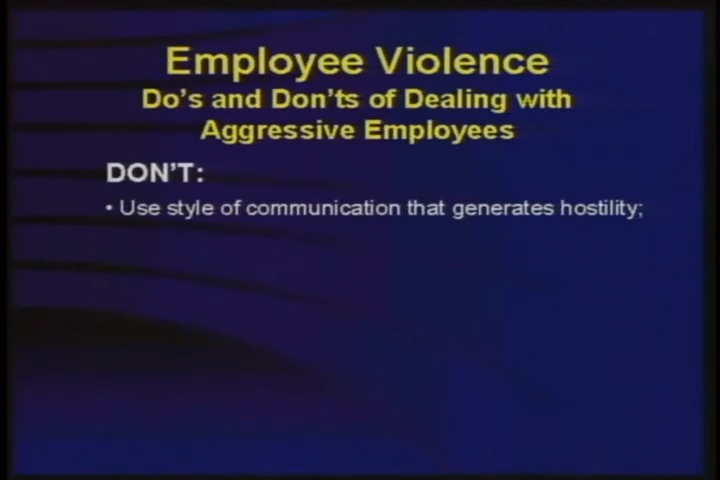 Employee Violence
Do's and Don'ts of Dealing with
Aggressive Employees
DON'T:
• Use style of communication that generates hostility;